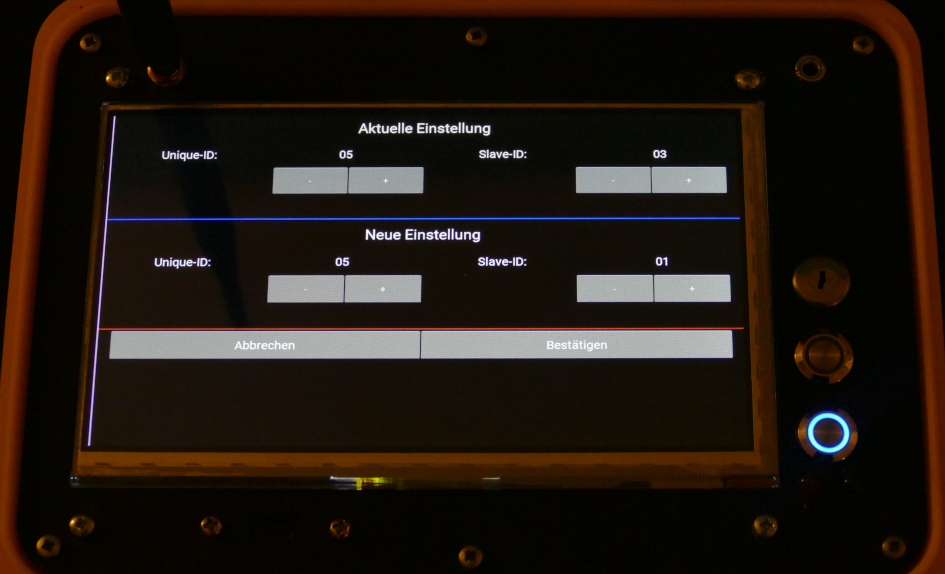 Aktuelle Einstellung
Unique-ID: 05 Slave-ID: 03
- + - +
Neue Einstellung
Unique-ID: 05 Slave-ID: 01
- + - +
Abbrechen Bestätigen